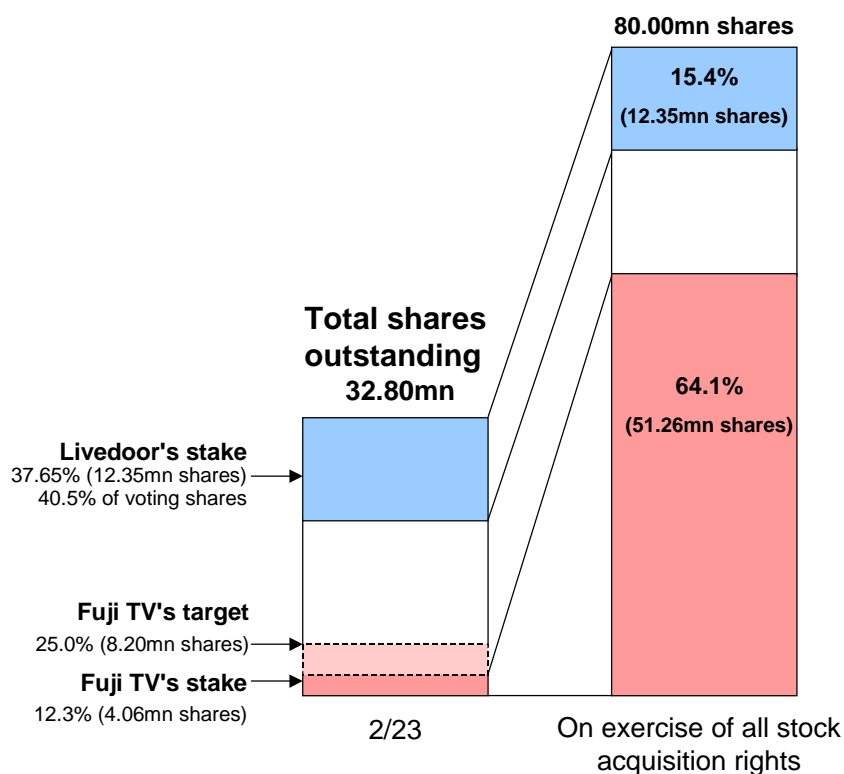 80.00mn shares
15.4%
(12.35mn shares)
Total shares
outstanding
32.80mn
64.1%
(51.26mn shares)
Livedoor's stake
37.65% (12.35mn shares)
40.5% of voting shares
Fuji TV's target
25.0% (8.20mn shares)
Fuji TV's stake
12.3% (4.06mn shares)
2/23
On exercise of all stock
acquisition rights